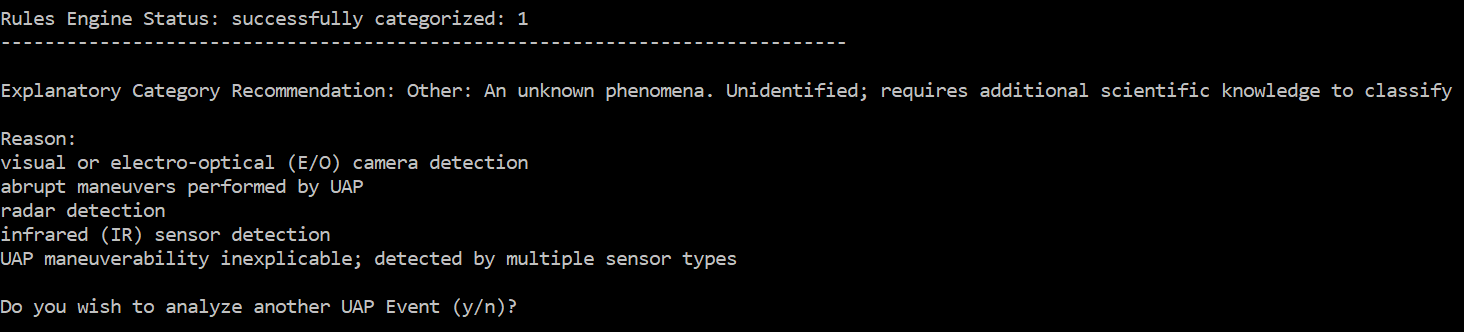 Rules Engine Status: successfully categorized: 1
-----------------------------------------------------------------------------
Explanatory Category Recommendation: Other: An unknown phenomena. Unidentified; requires additional scientific knowledge to classify
Reason:
visual or electro-optical (E/O) camera detection
abrupt maneuvers performed by UAP
radar detection
infrared (IR) sensor detection
UAP maneuverability inexplicable; detected by multiple sensor types
Do you wish to analyze another UAP Event (y/n)?